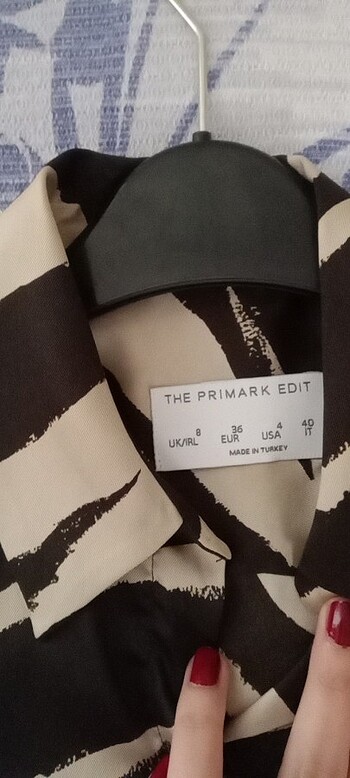 THE PRIMARK EDIT
8 36 4 40
UK/IRL EUR USA IT
MADE IN TURKEY